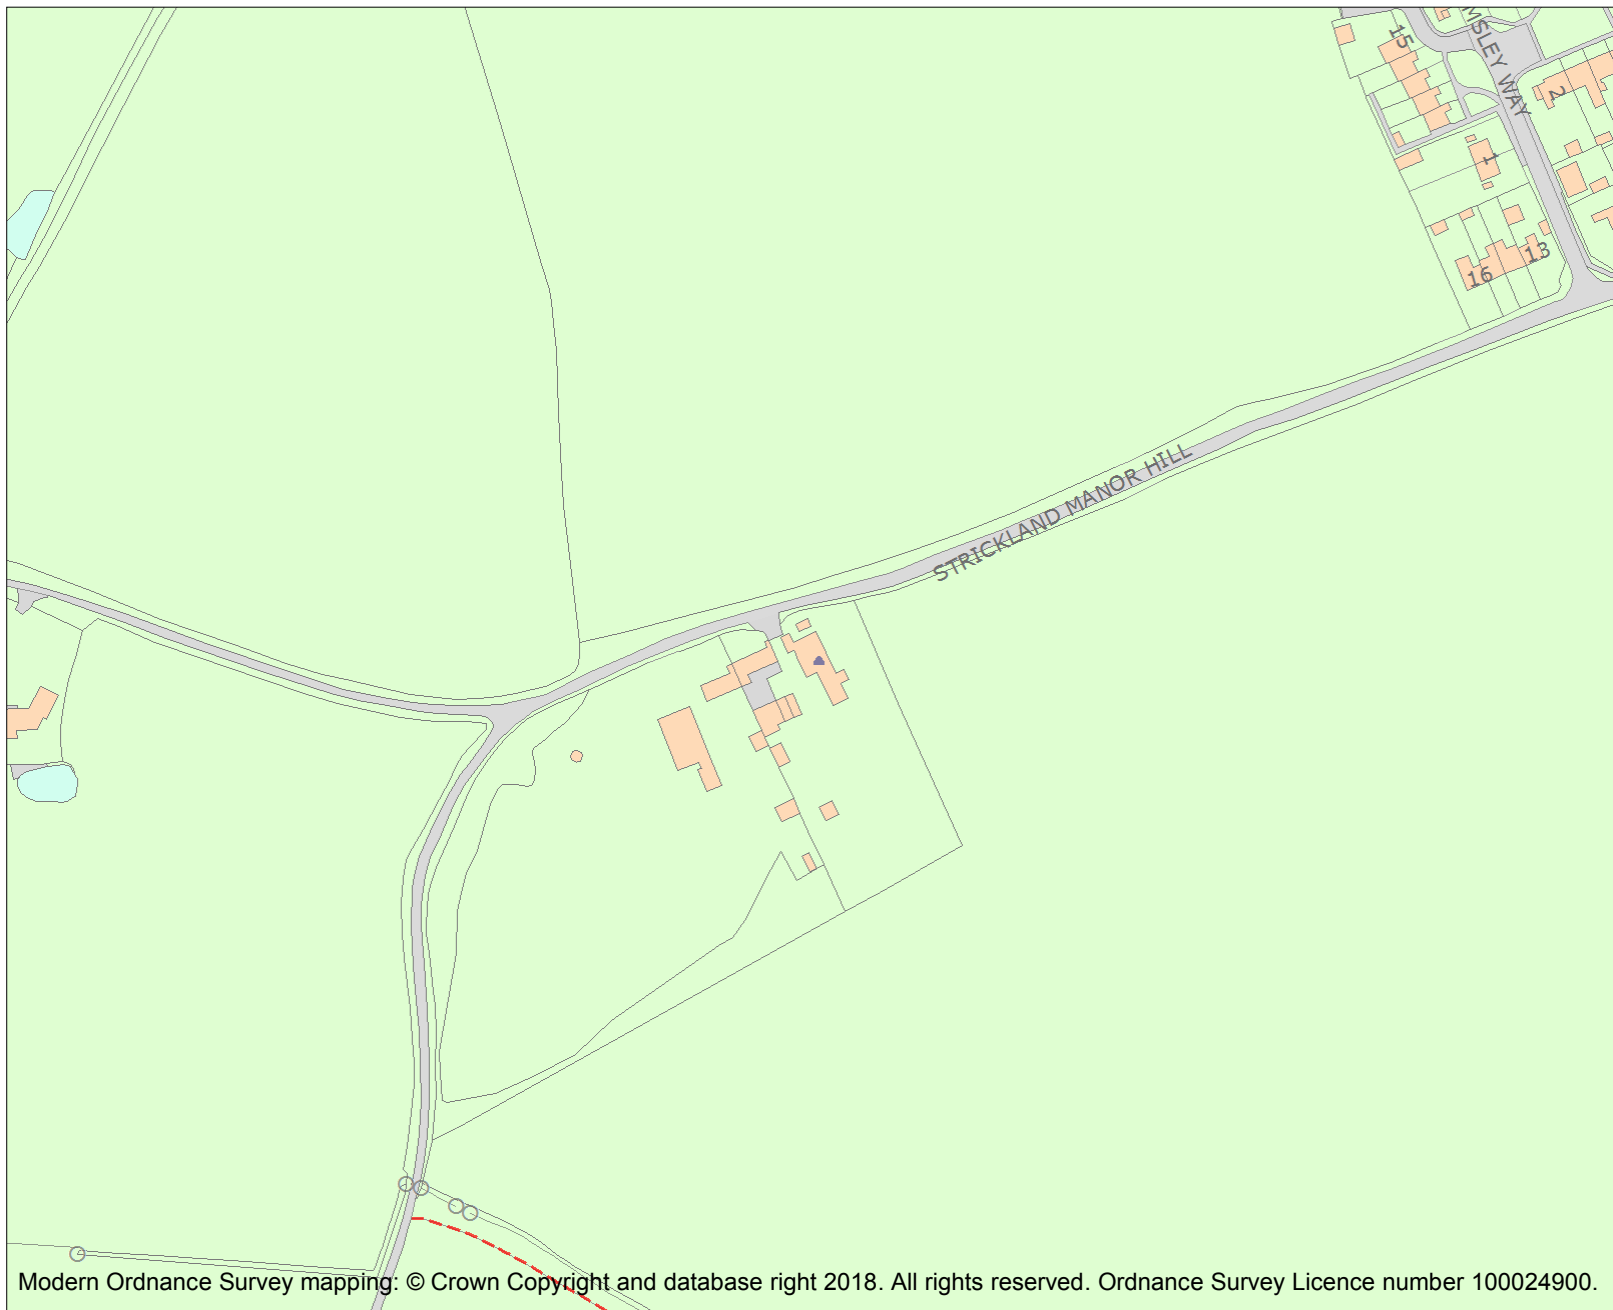 15
MSLEY WAY
2
1
13
16
STRICKLAND MANOR HILL
Modern Ordnance Survey mapping: © Crown Copyright and database right 2018. All rights reserved. Ordnance Survey Licence number 100024900.